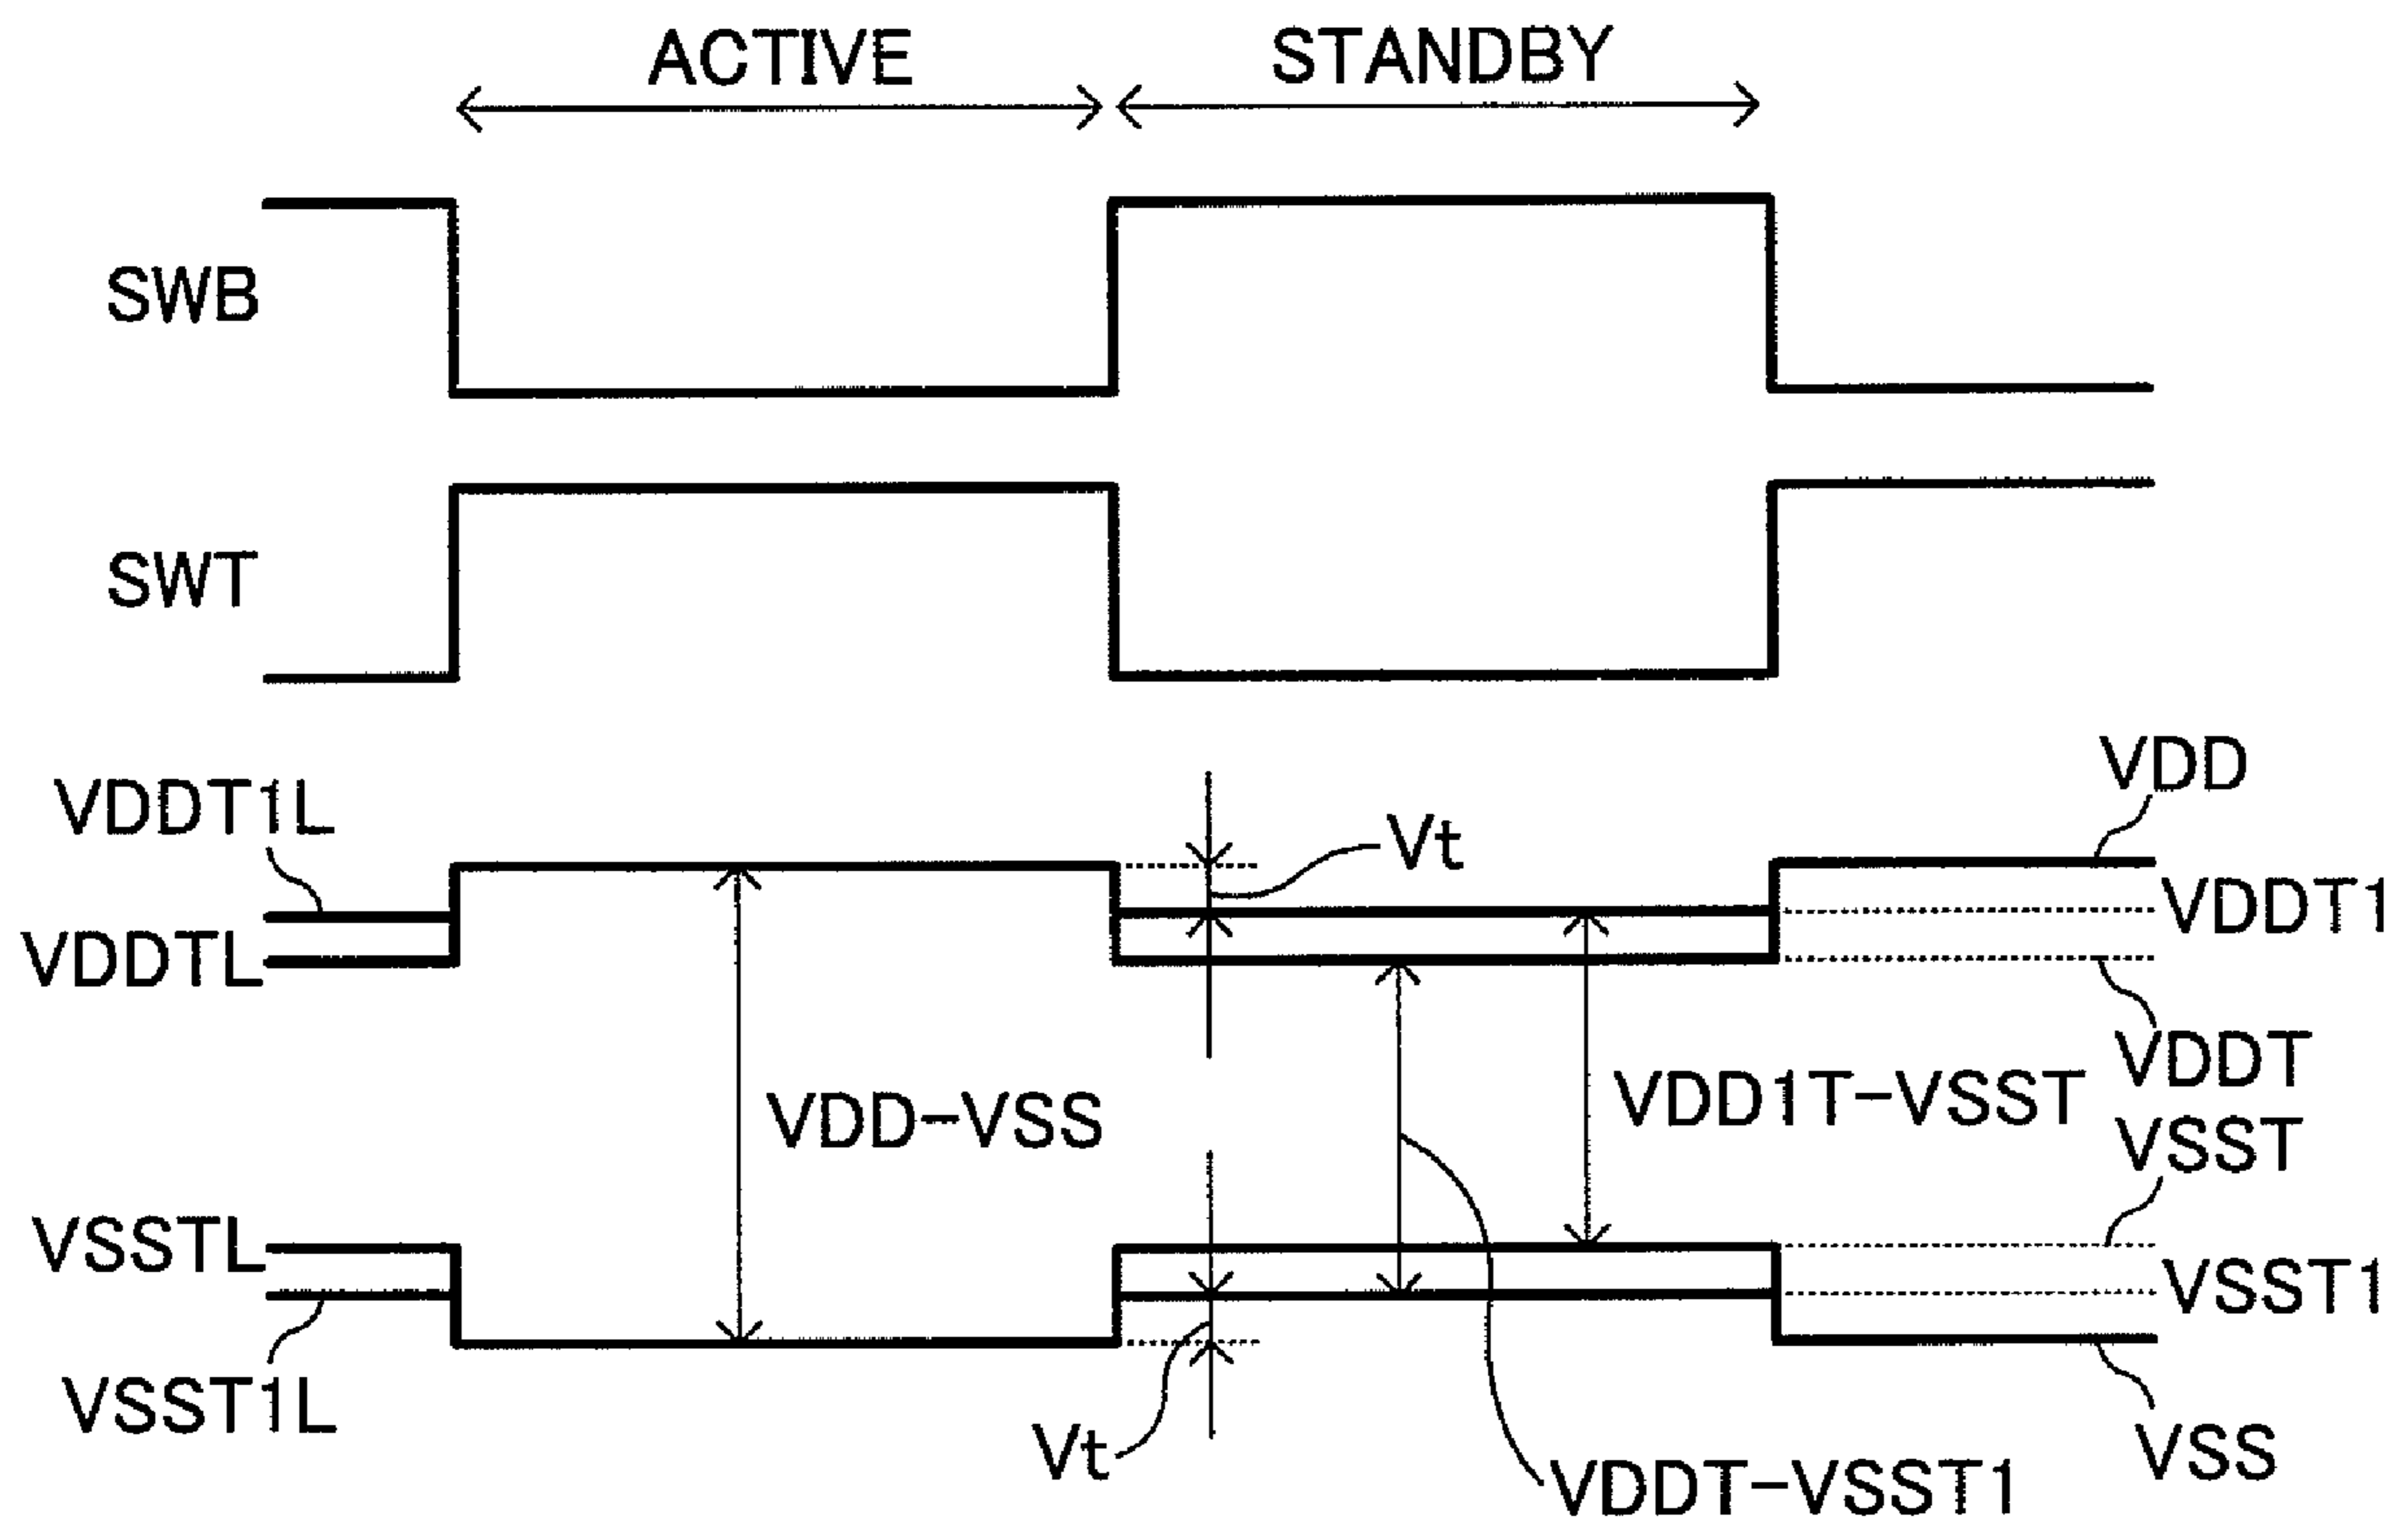 ACTIVE
STANDBY
SWB
SWT
VDD
VDDT1L
Vt
VDDT1
VDDTL
VDDT
VDD-VSS
VDD1T-VSST
VSST
VSSTL
VSST1
VSST1L
Vt
VSS
VDDT-VSST1